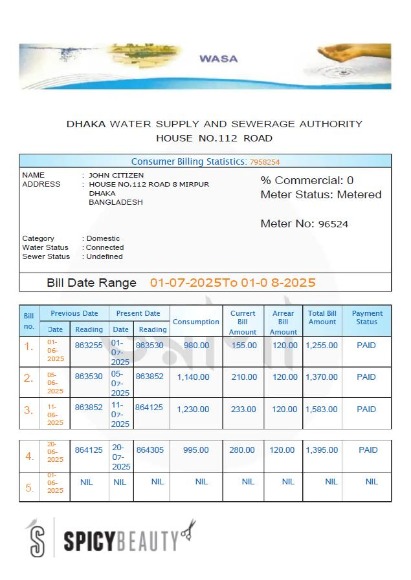 WASA
DHAKA WATER SUPPLY AND SEWERAGE AUTHORITY
HOUSE NO.112 ROAD
Consumer Billing Statistics: 7958254
NAME : JOHN CITIZEN
ADDRESS : HOUSE NO.112 ROAD 8 MIRPUR
DHAKA
BANGLADESH
% Commercial: 0
Meter Status: Metered
Meter No: 96524
Category : Domestic
Water Status : Connected
Sewer Status : Undefined
Bill Date Range 01-07-2025To 01-0 8-2025
Bill no. Previous Date Present Date Consumption Currert Bill Amount Arrear Bill Amount Total Bill Amount Payment Status
Date Reading Date Reading
1. 01-06-2025 863255 01-07-2025 863530 980.00 155.00 120.00 1,255.00 PAID
2. 05-06-2025 863530 05-07-2025 863852 1,140.00 210.00 120.00 1,370.00 PAID
3. 11-06-2025 863852 11-07-2025 864125 1,230.00 233.00 120.00 1,583.00 PAID
4. 20-06-2025 864125 20-07-2025 864305 995.00 280.00 120.00 1,395.00 PAID
5. 01-06-2025 NIL NIL NIL NIL NIL NIL NIL NIL
S SPICYBEAUTY